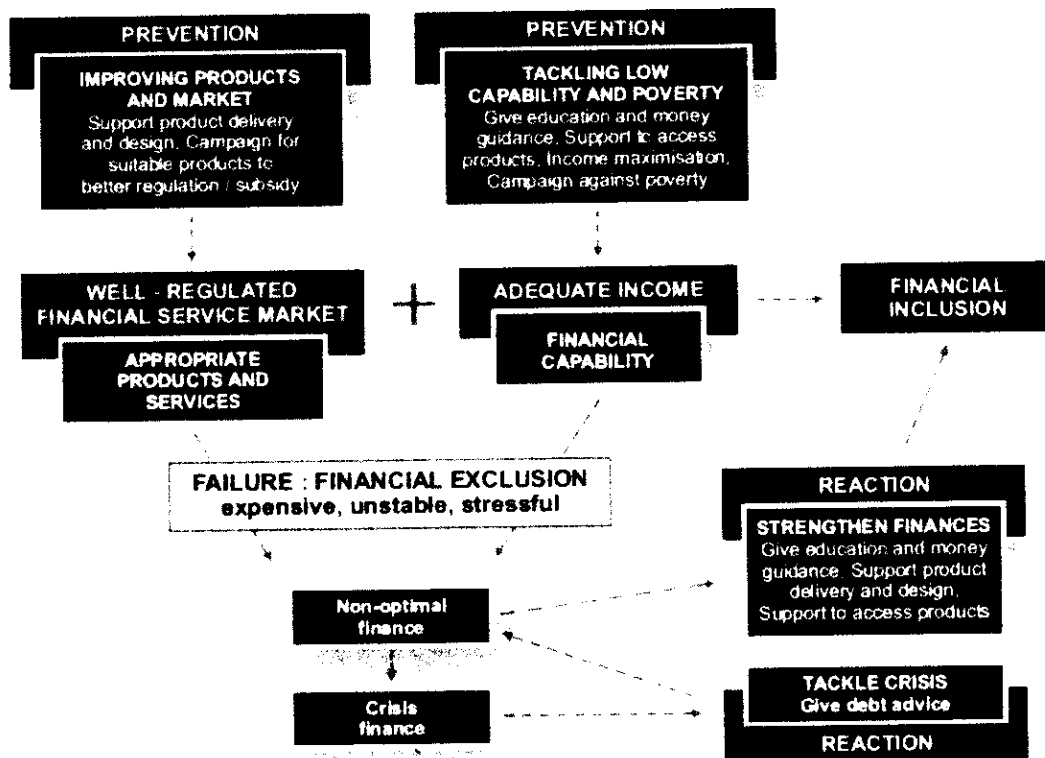 PREVENTION
IMPROVING PRODUCTS
AND MARKET
Support product delivery
and design, Campaign for
suitable products to
better regulation / subsidy
PREVENTION
TACKLING LOW
CAPABILITY AND POVERTY
Give education and money
guidance, Support to access
products, Income maximisation,
Campaign against poverty
WELL - REGULATED
FINANCIAL SERVICE MARKET
APPROPRIATE
PRODUCTS AND
SERVICES
+
ADEQUATE INCOME
FINANCIAL
CAPABILITY
FINANCIAL
INCLUSION
FAILURE : FINANCIAL EXCLUSION
expensive, unstable, stressful
REACTION
STRENGTHEN FINANCES
Give education and money
guidance, Support product
delivery and design,
Support to access products
Non-optimal
finance
Crisis
finance
TACKLE CRISIS
Give debt advice
REACTION